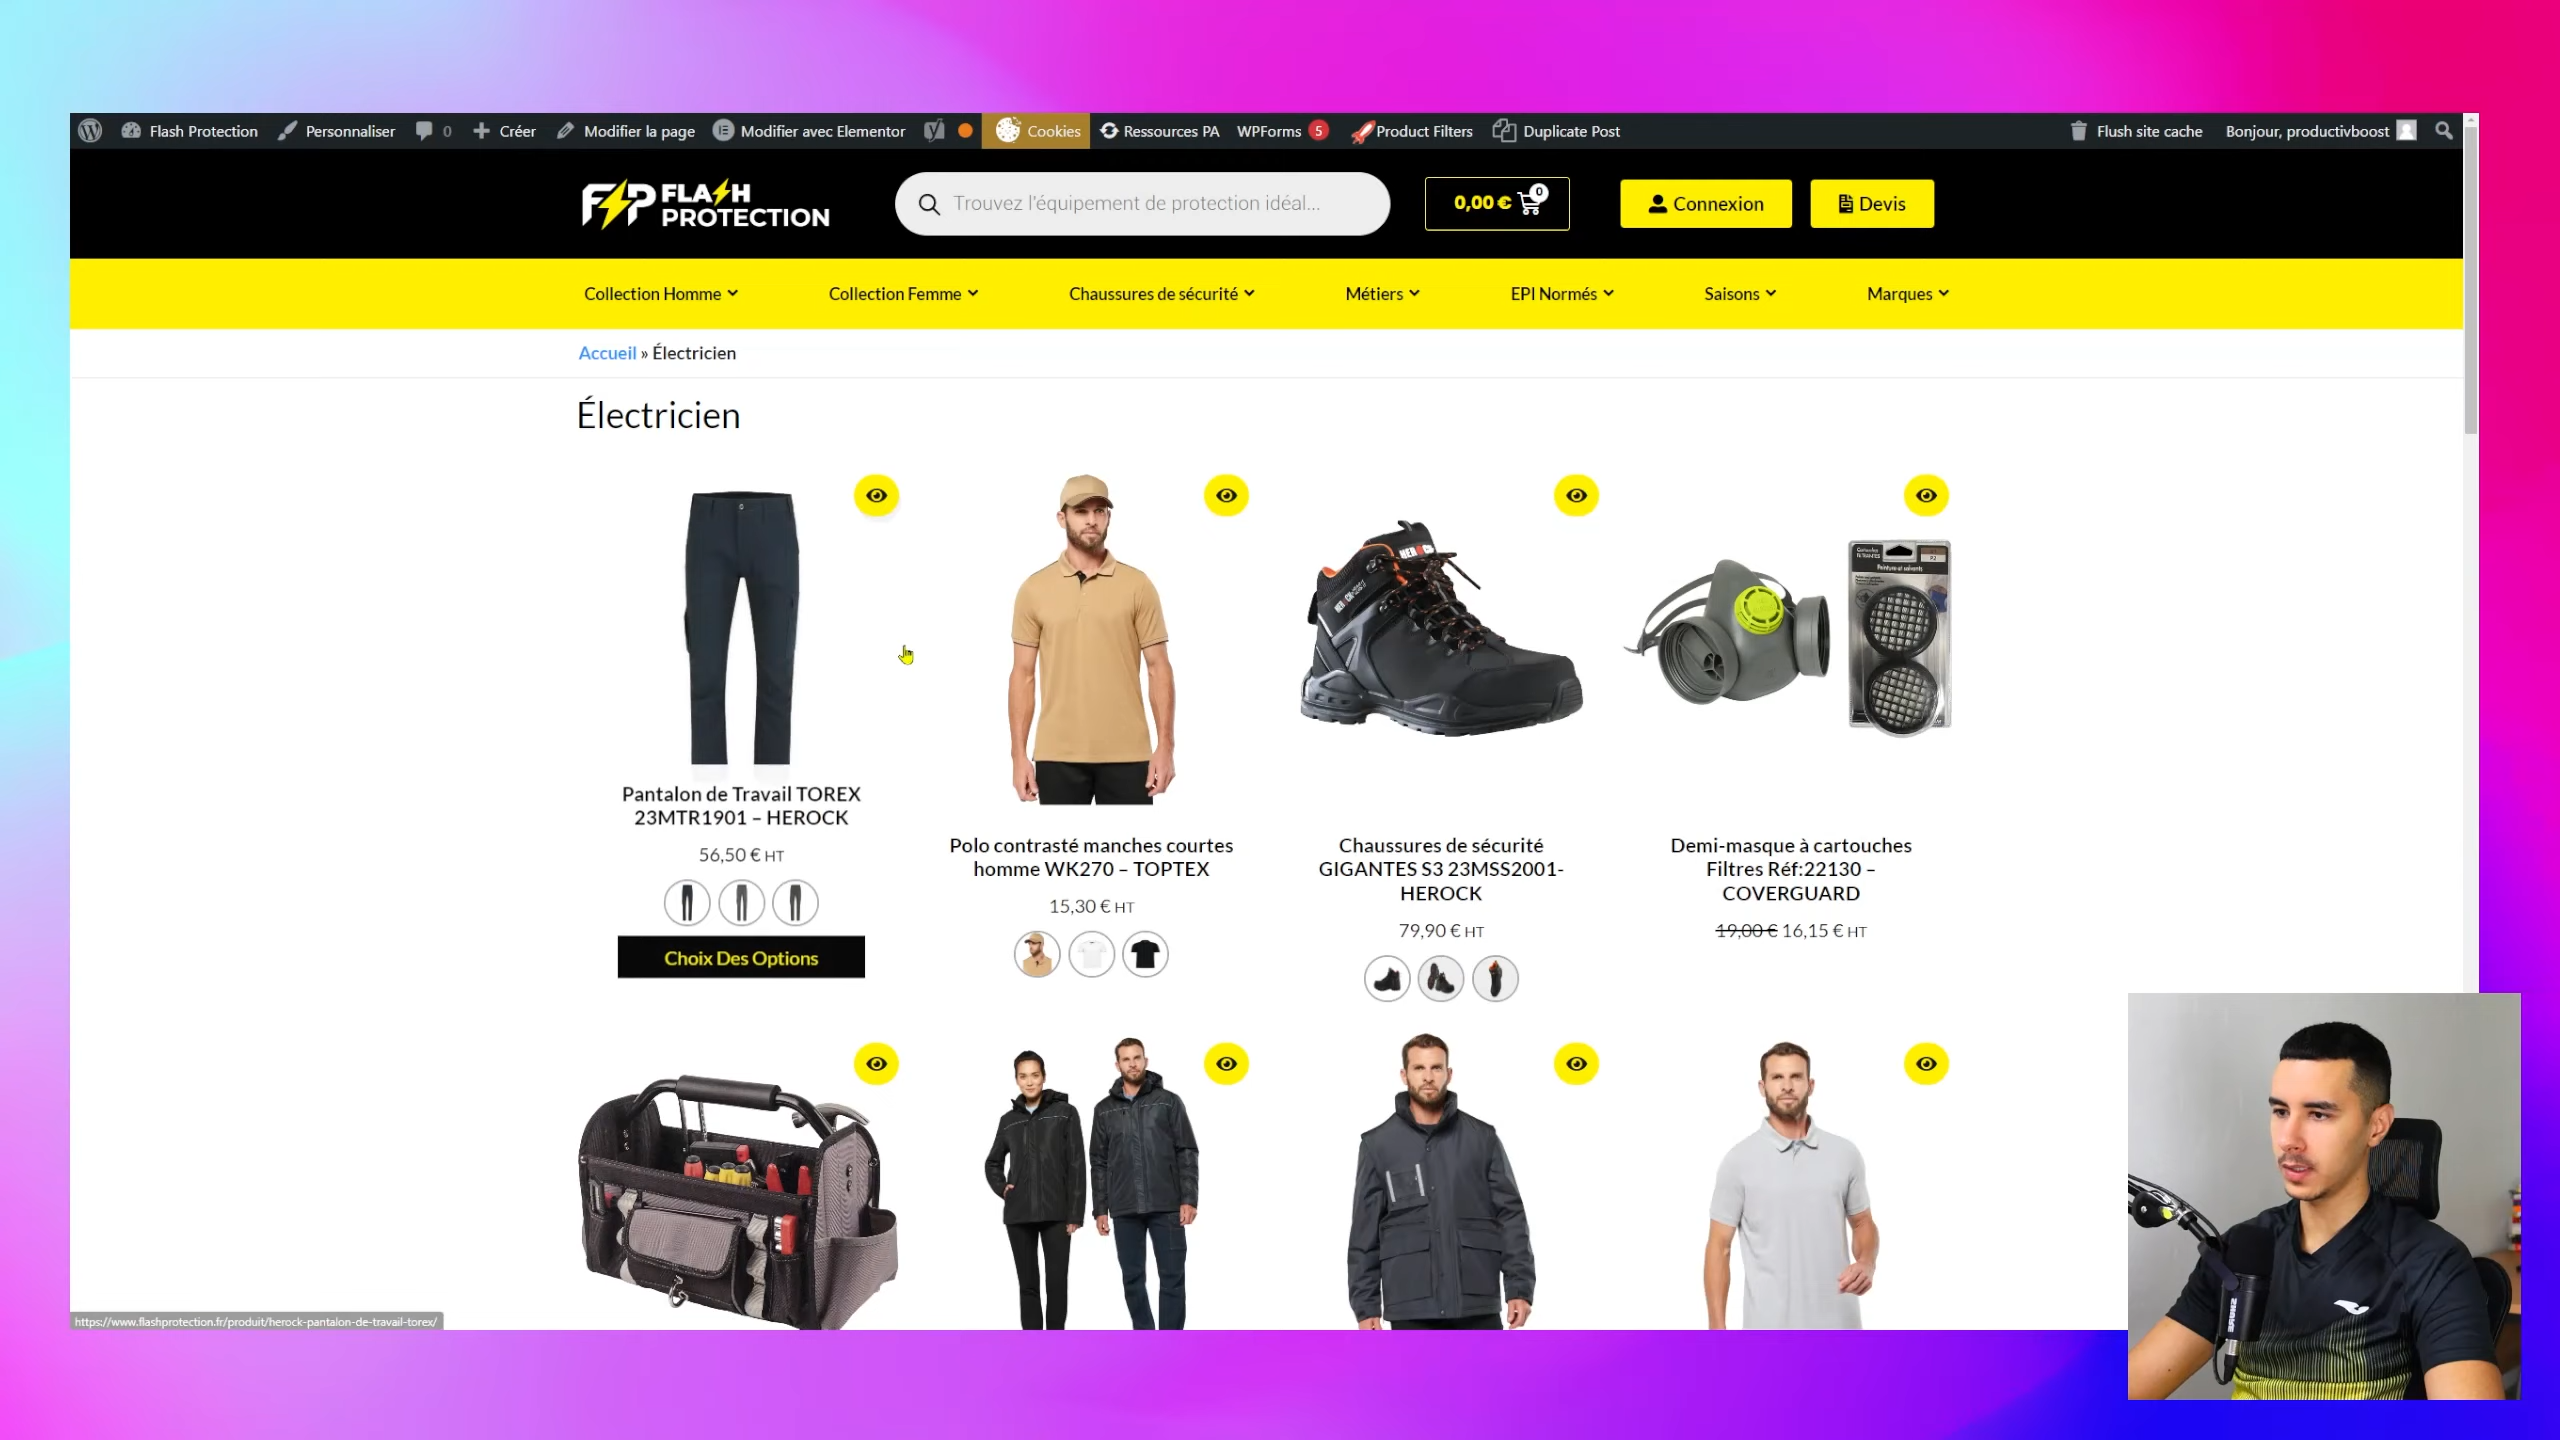 Flash Protection Personnaliser 0 Créer Modifier la page Modifier avec Elementor Cookies Ressources PA WPForms 5 Product Filters Duplicate Post Flush site cache Bonjour, productivboost
FP FLASH
PROTECTION
Trouvez l'équipement de protection idéal...
0,00 € 0
Connexion
Devis
Collection Homme Collection Femme Chaussures de sécurité Métiers EPI Normés Saisons Marques
Accueil » Électricien
Électricien
Pantalon de Travail TOREX
23MTR1901 – HEROCK
56,50 € HT
Choix Des Options
Polo contrasté manches courtes
homme WK270 – TOPTEX
15,30 € HT
Chaussures de sécurité
GIGANTES S3 23MSS2001-
HEROCK
79,90 € HT
Peinture et solvants
Demi-masque à cartouches
Filtres Réf:22130 –
COVERGUARD
19,00 € 16,15 € HT
https://www.flashprotection.fr/produit/herock-pantalon-de-travail-torex/
SHURE